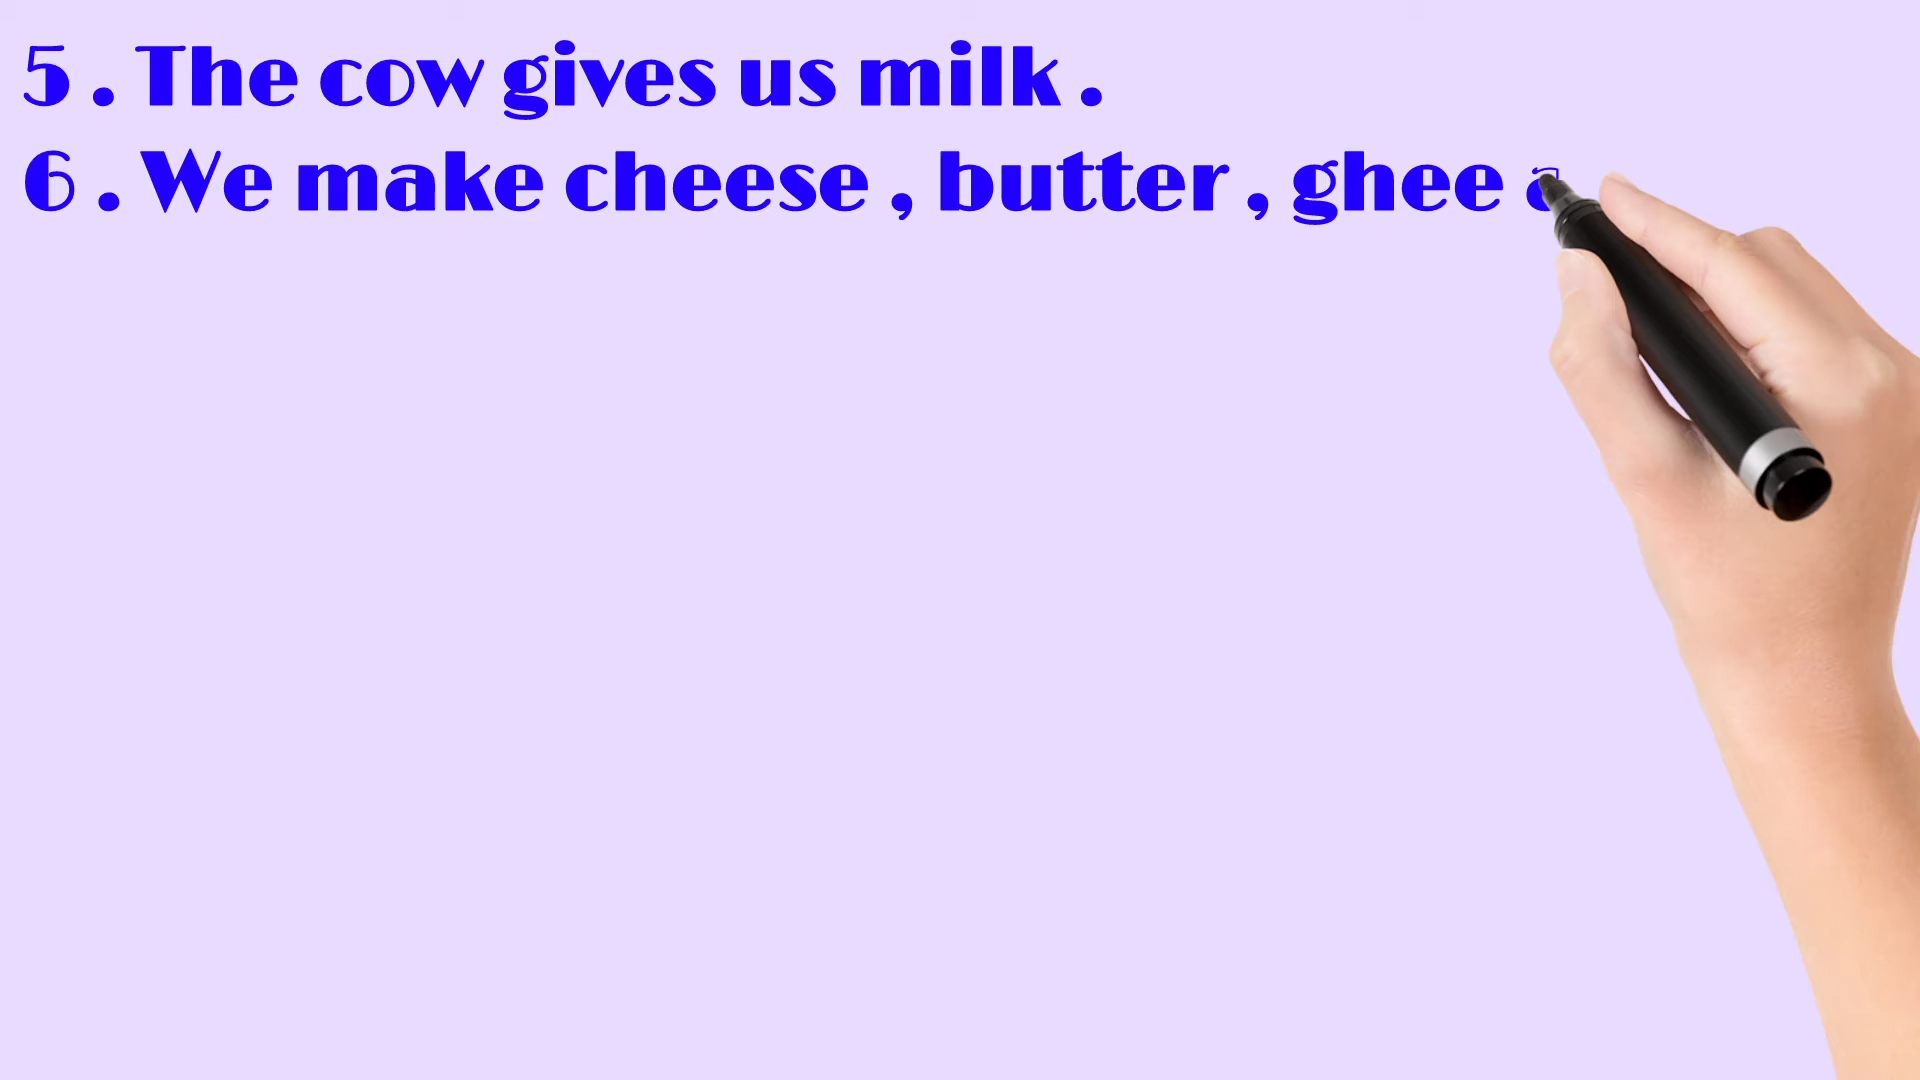 5 . The cow gives us milk .
6 . We make cheese , butter , ghee